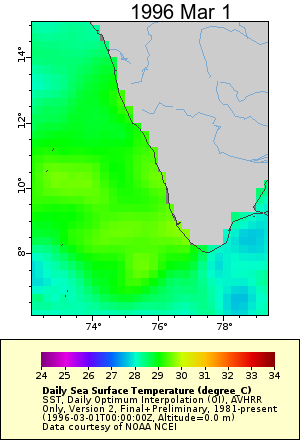 1996 Mar 1
14°
12°
10°
8°
74°
76°
78°
24 25 26 27 28 29 30 31 32 33 34
Daily Sea Surface Temperature (degree_C)
SST, Daily Optimum Interpolation (OI), AVHRR
Only, Version 2, Final+Preliminary, 1981-present
(1996-03-01T00:00:00Z, Altitude=0.0 m)
Data courtesy of NOAA NCEI